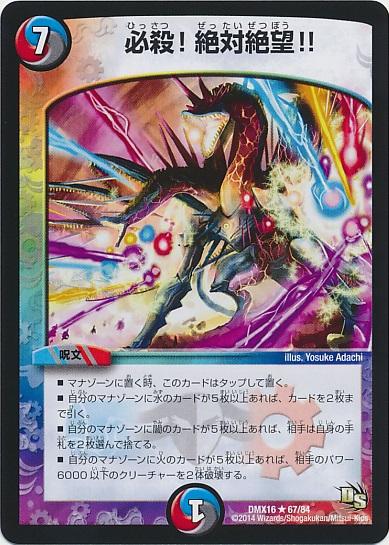 7
ひっさつ ぜったいぜつぼう
必殺! 絶対絶望!!
illus. Yosuke Adachi
呪文
■ マナゾーンに置く時、このカードはタップして置く。
■ 自分のマナゾーンに水のカードが5枚以上あれば、カードを2枚
まで引く。
■ 自分のマナゾーンに闇のカードが5枚以上あれば、相手は自身の手
札を2枚選んで捨てる。
■ 自分のマナゾーンに火のカードが5枚以上あれば、相手のパワー
6000以下のクリーチャーを2体破壊する。
1
DS
DMX16 ★ 67/84
©2014 Wizards/Shogakukan/Mitsui-Kids